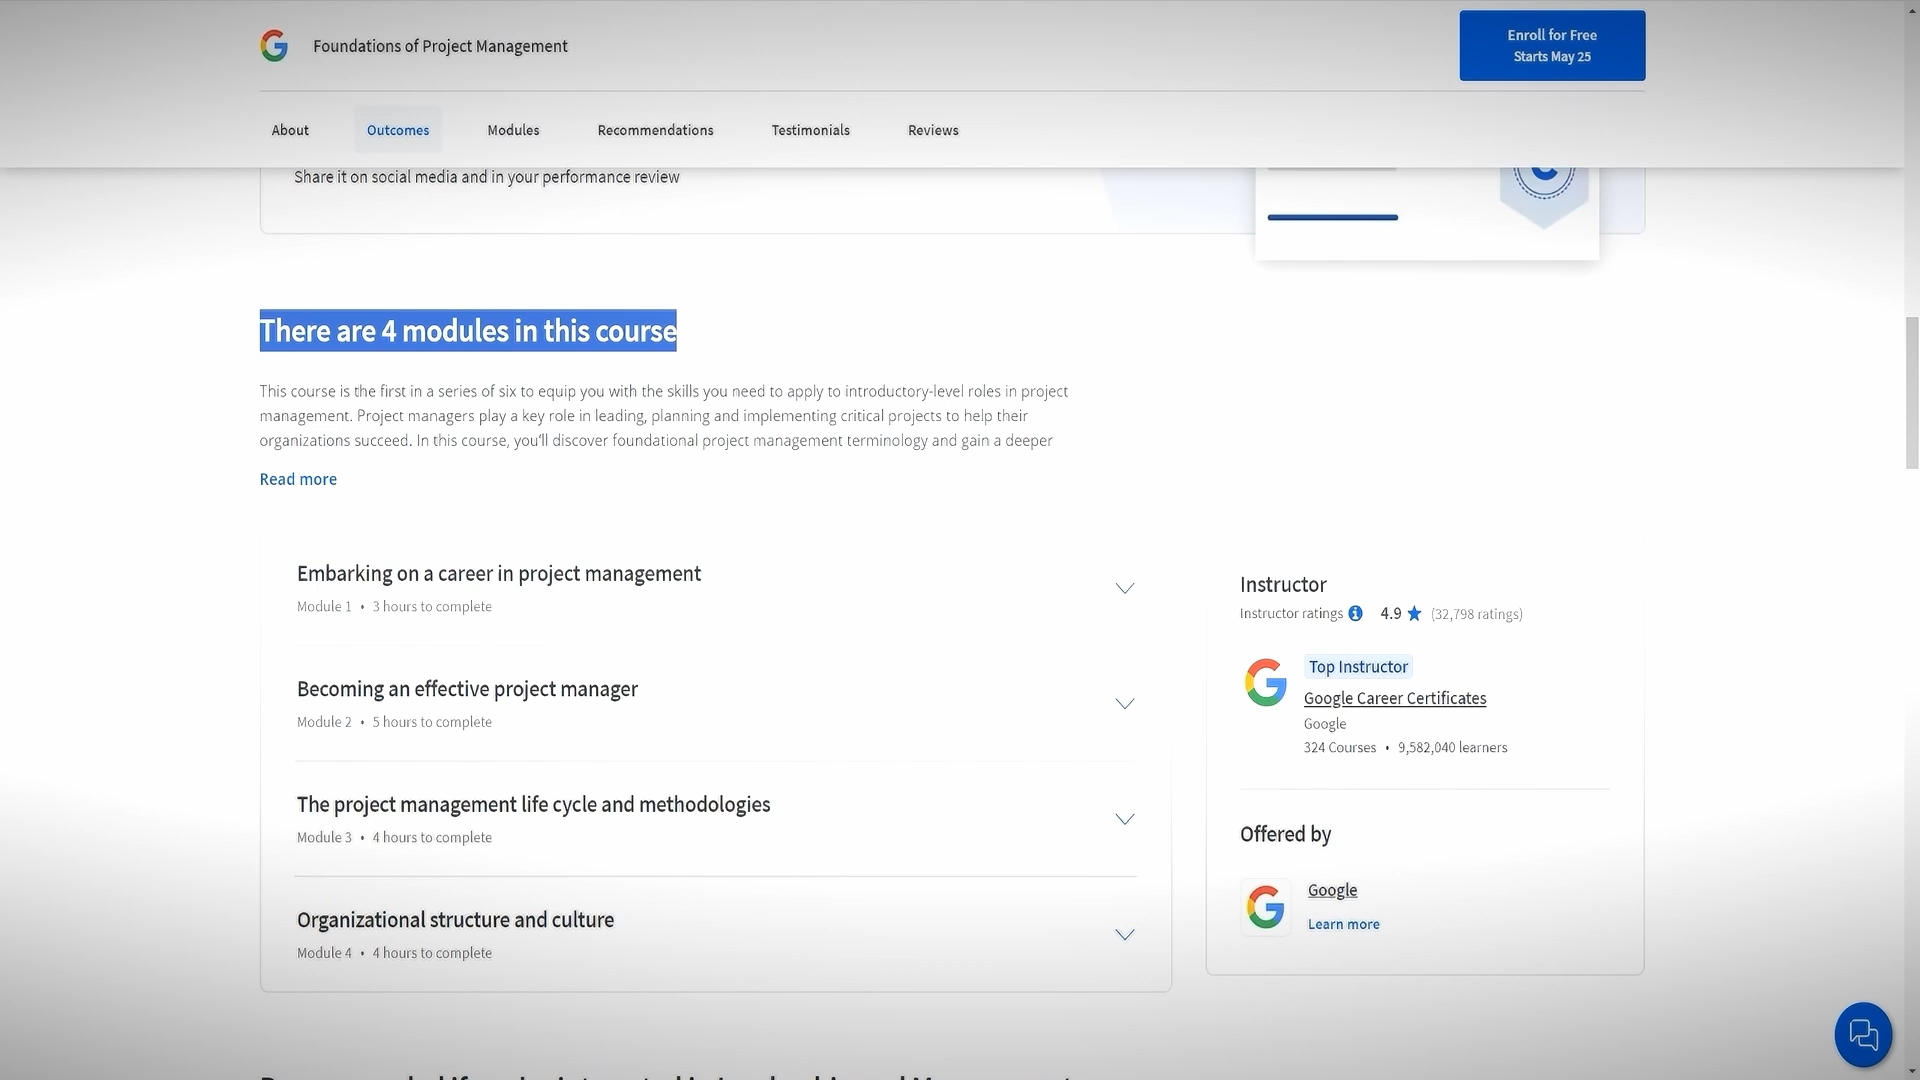 Foundations of Project Management
Enroll for Free
Starts May 25
About
Outcomes
Modules
Recommendations
Testimonials
Reviews
Share it on social media and in your performance review
There are 4 modules in this course
This course is the first in a series of six to equip you with the skills you need to apply to introductory-level roles in project
management. Project managers play a key role in leading, planning and implementing critical projects to help their
organizations succeed. In this course, you'll discover foundational project management terminology and gain a deeper
Read more
Embarking on a career in project management
Module 1 • 3 hours to complete
Becoming an effective project manager
Module 2 • 5 hours to complete
The project management life cycle and methodologies
Module 3 • 4 hours to complete
Organizational structure and culture
Module 4 • 4 hours to complete
Instructor
Instructor ratings 4.9 (32,798 ratings)
Top Instructor
Google Career Certificates
Google
324 Courses • 9,582,040 learners
Offered by
Google
Learn more